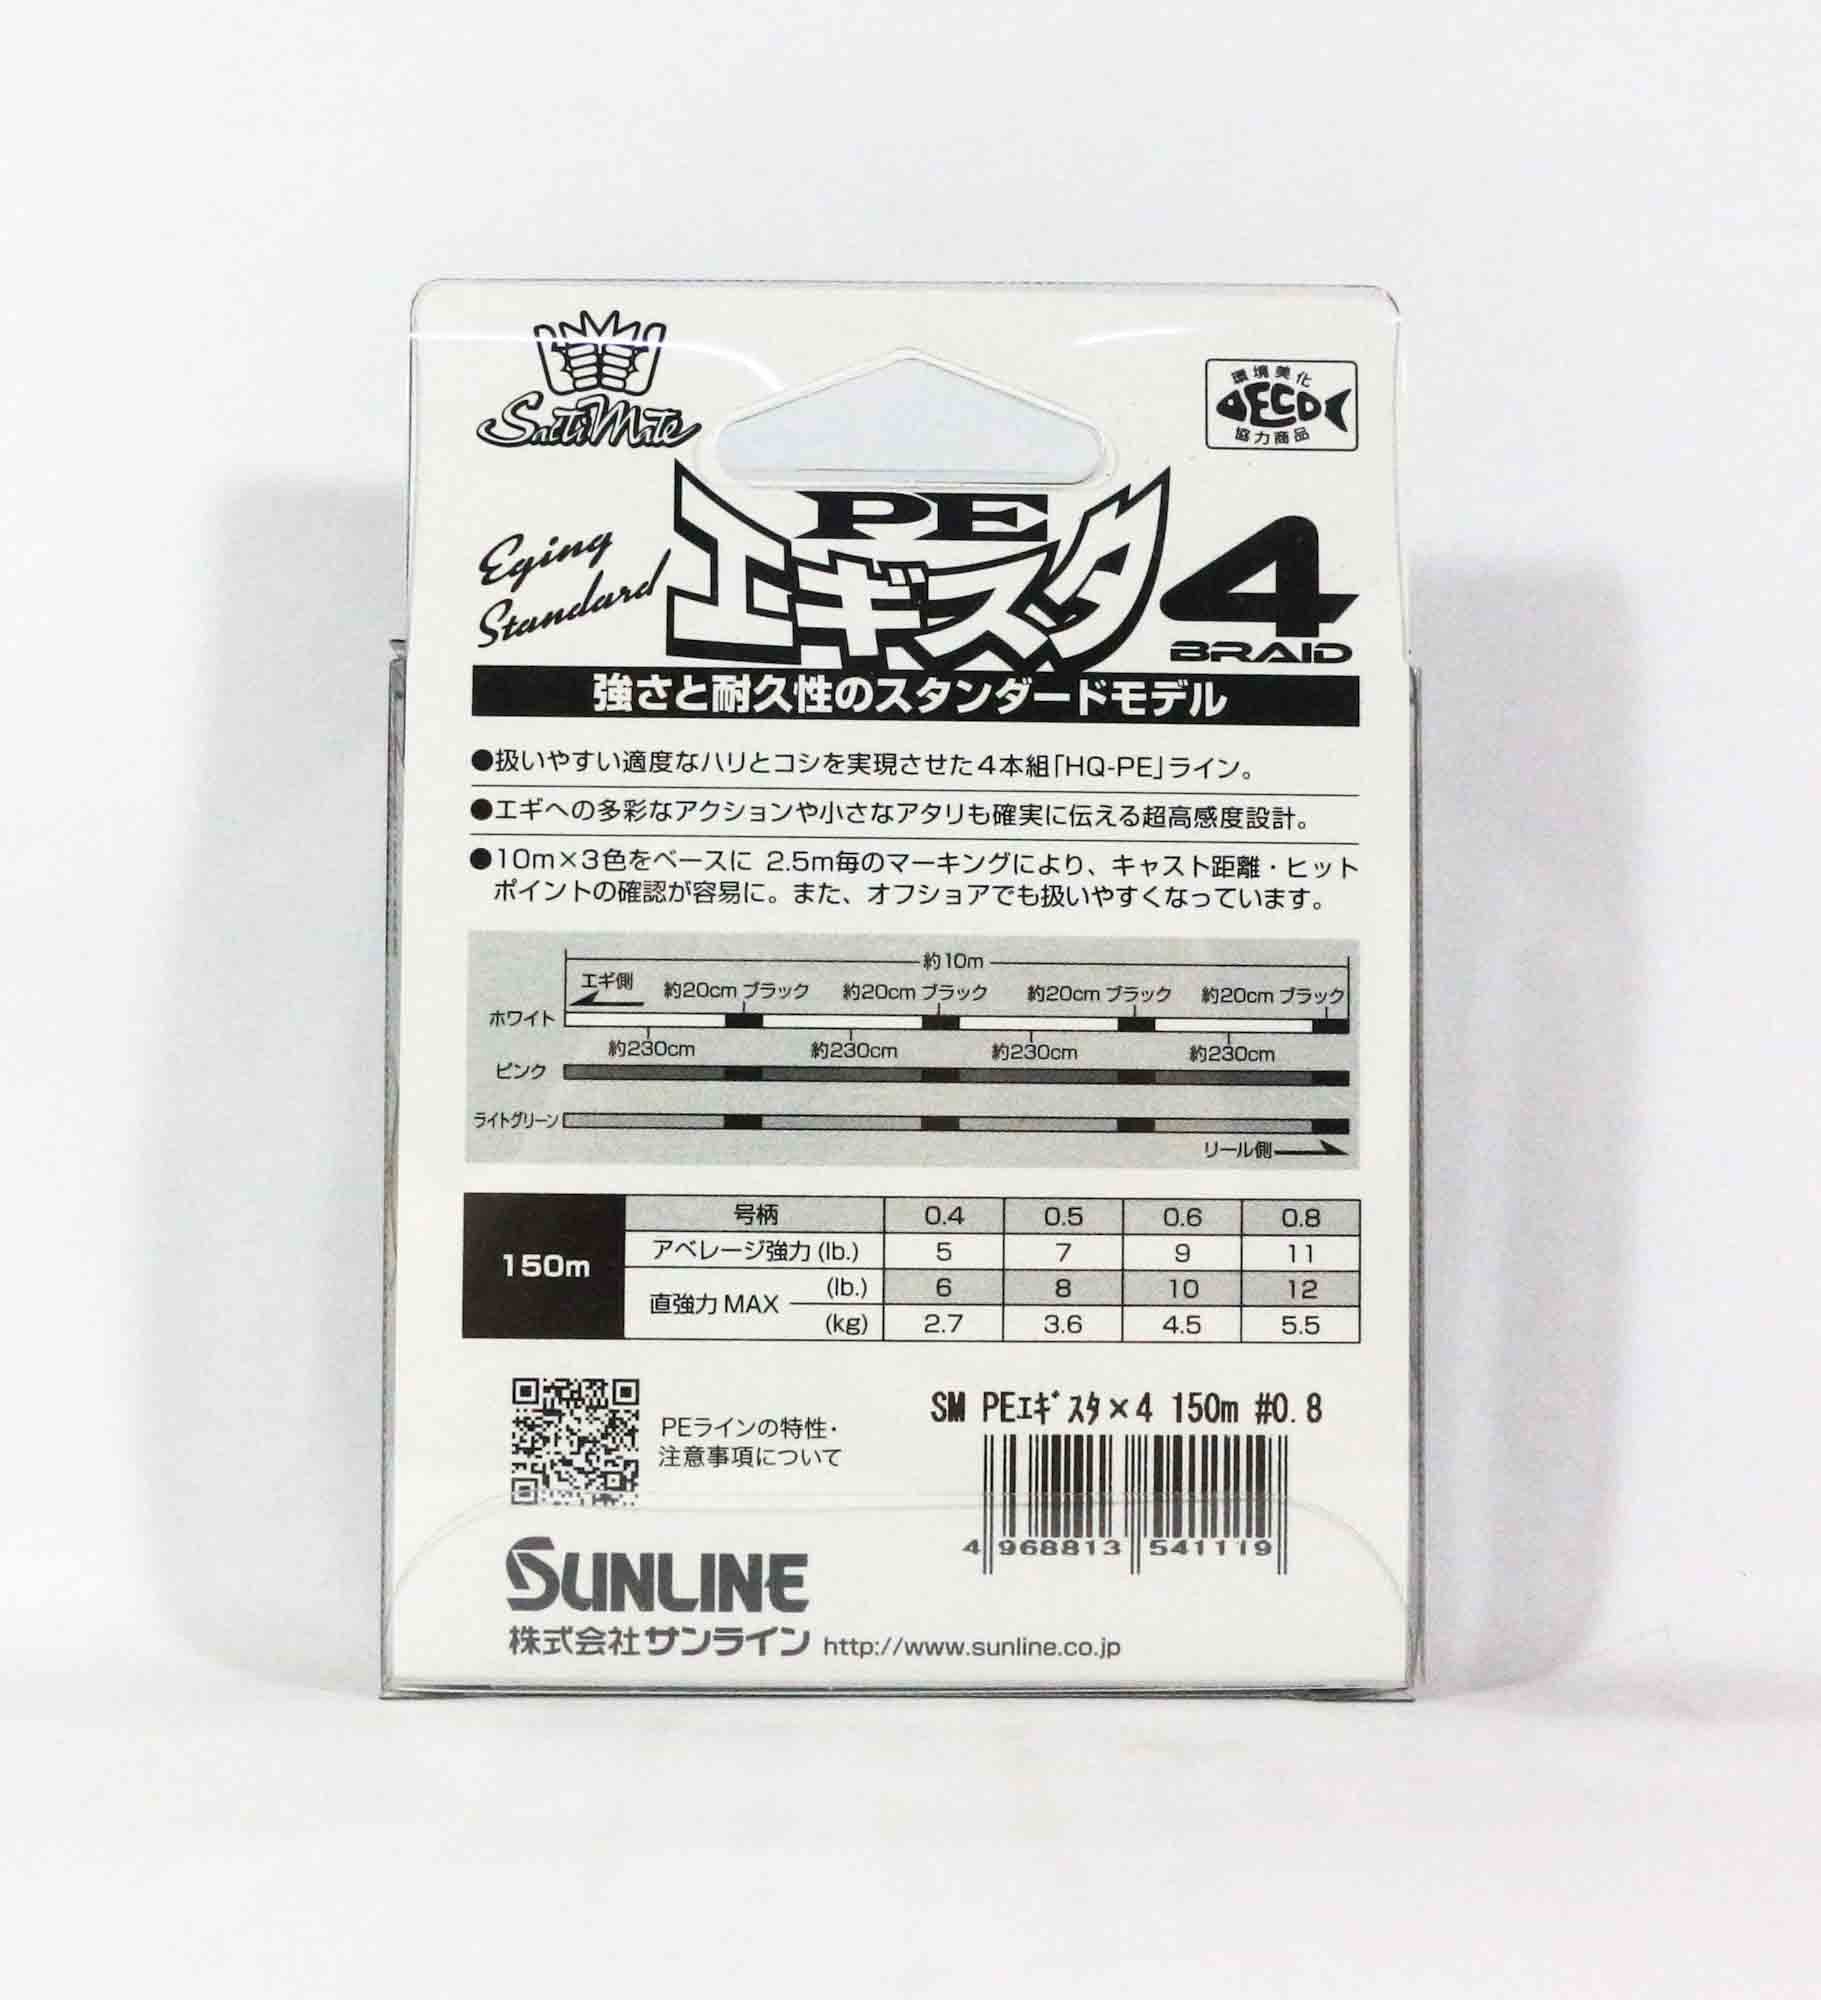 SaltiMate
環境美化
ECO
協力商品
Eging
Standard
PE
エギスタ
4
BRAID
強さと耐久性のスタンダードモデル
●扱いやすい適度なハリとコシを実現させた4本組「HQ-PE」ライン。
●エギへの多彩なアクションや小さなアタリも確実に伝える超高感度設計。
●10m×3色をベースに 2.5m毎のマーキングにより、キャスト距離・ヒット
ポイントの確認が容易に。また、オフショアでも扱いやすくなっています。
約10m
エギ側
約20cm ブラック 約20cm ブラック 約20cm ブラック 約20cm ブラック
ホワイト
約230cm 約230cm 約230cm 約230cm
ピンク
ライトグリーン
リール側
150m
号柄 0.4 0.5 0.6 0.8
アベレージ強力 (lb.) 5 7 9 11
直強力 MAX (lb.) 6 8 10 12
(kg) 2.7 3.6 4.5 5.5
PEラインの特性・
注意事項について
SM PEｴｷﾞｽﾀ×4 150m #0.8
4 968813 541119
SUNLINE
株式会社サンライン http://www.sunline.co.jp